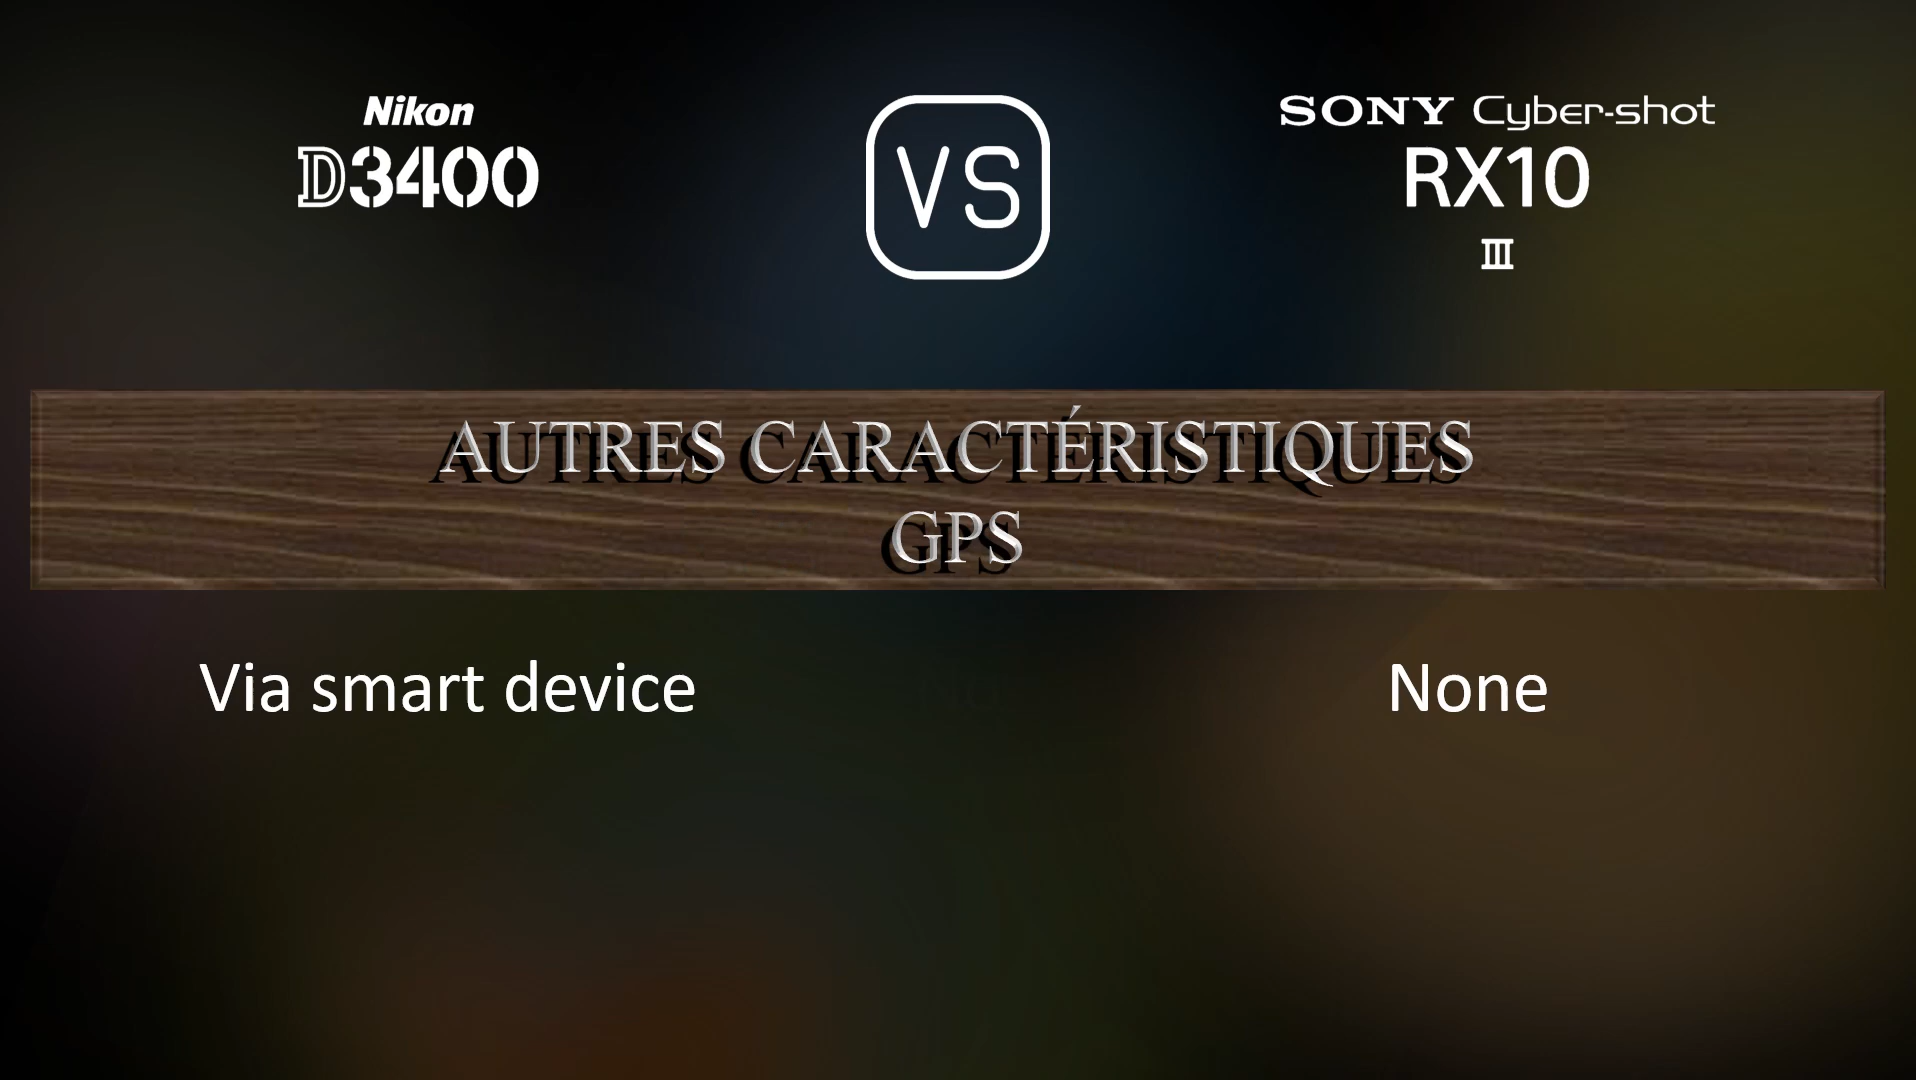 Nikon
D3400
VS
SONY Cyber-shot
RX10
III
AUTRES CARACTÉRISTIQUES
GPS
Via smart device
None